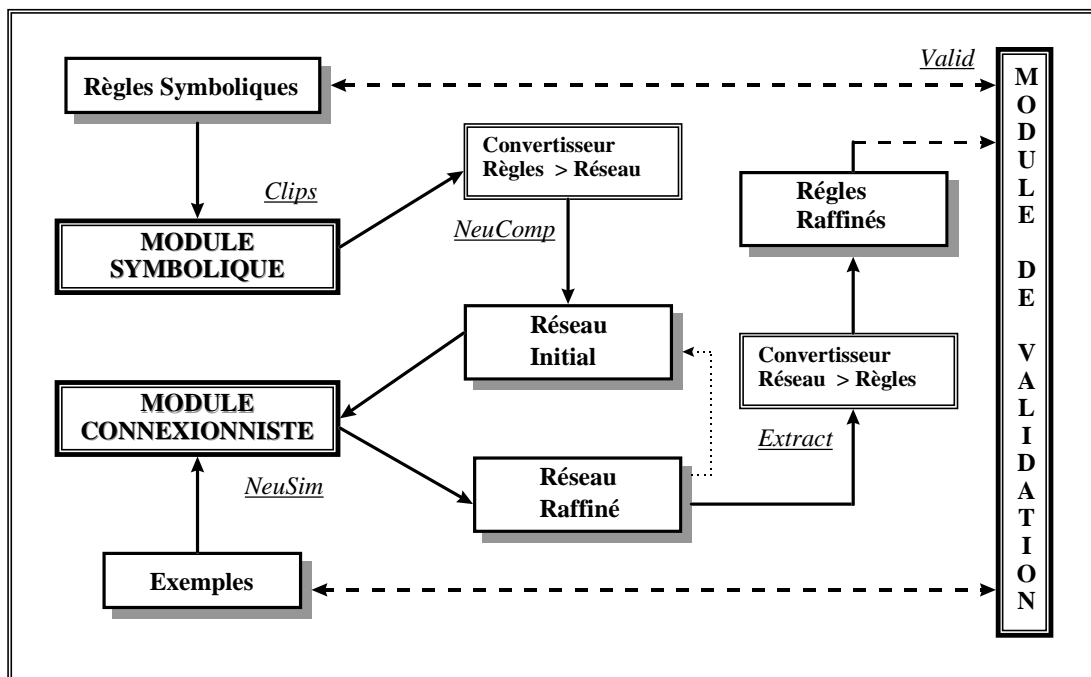 Règles Symboliques
Valid
Clips
Convertisseur
Règles > Réseau
MODULE
SYMBOLIQUE
NeuComp
Régles
Raffinés
Réseau
Initial
Convertisseur
Réseau > Règles
MODULE
CONNEXIONNISTE
NeuSim
Extract
Réseau
Raffiné
Exemples
MODULE DE VALIDATION